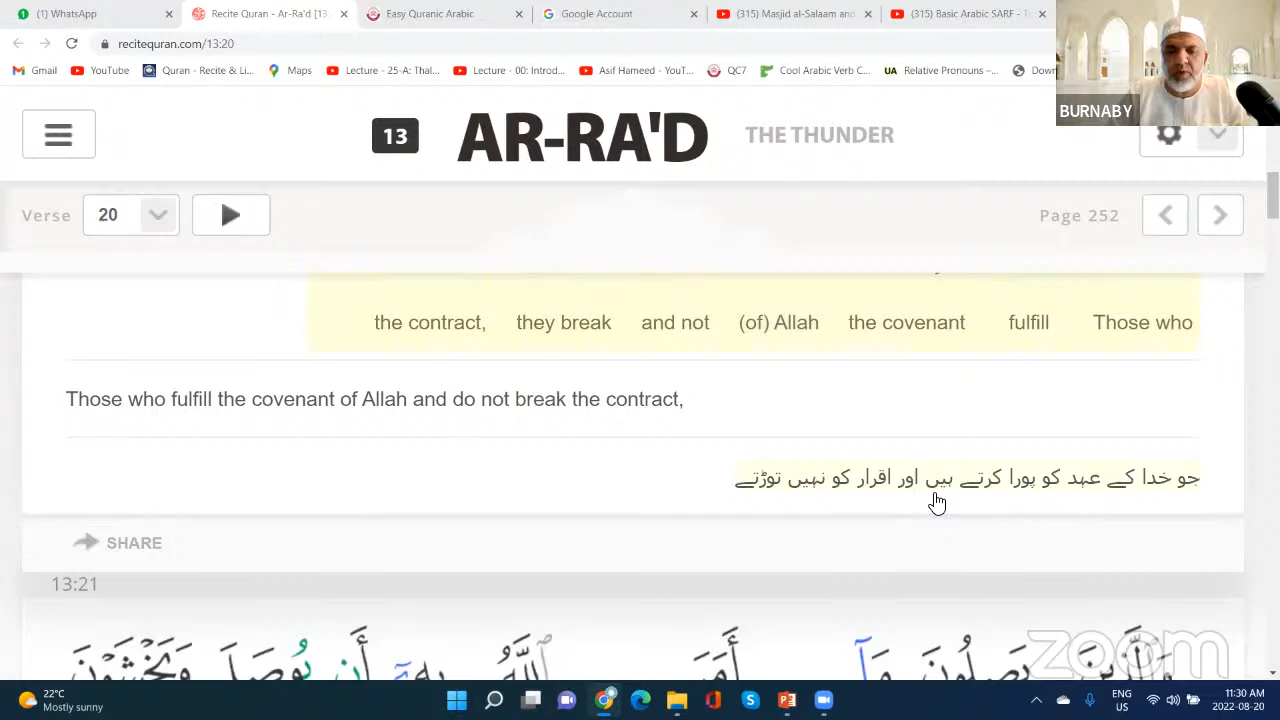 (1) WhatsApp
Recite Quran - Ar-Ra'd [13
Easy Quranic Arabic
Google Account
(315) Masjid al-Salaam and
(315) Basic Arabic SARF - T
recitequran.com/13:20
Gmail
YouTube
Quran - Recite & Li...
Maps
Lecture - 25-A: Thal...
Lecture - 00: Introd...
Asif Hameed - YouT...
QC7
Cool Arabic Verb C...
UA Relative Pronouns –...
Down
BURNABY
13
AR-RA'D
THE THUNDER
Verse
20
Page 252
the contract, they break and not (of) Allah the covenant fulfill Those who
Those who fulfill the covenant of Allah and do not break the contract,
جو خدا کے عہد کو پورا کرتے ہیں اور اقرار کو نہیں توڑتے
SHARE
13:21
zoom
22°C
Mostly sunny
ENG
US
11:30 AM
2022-08-20